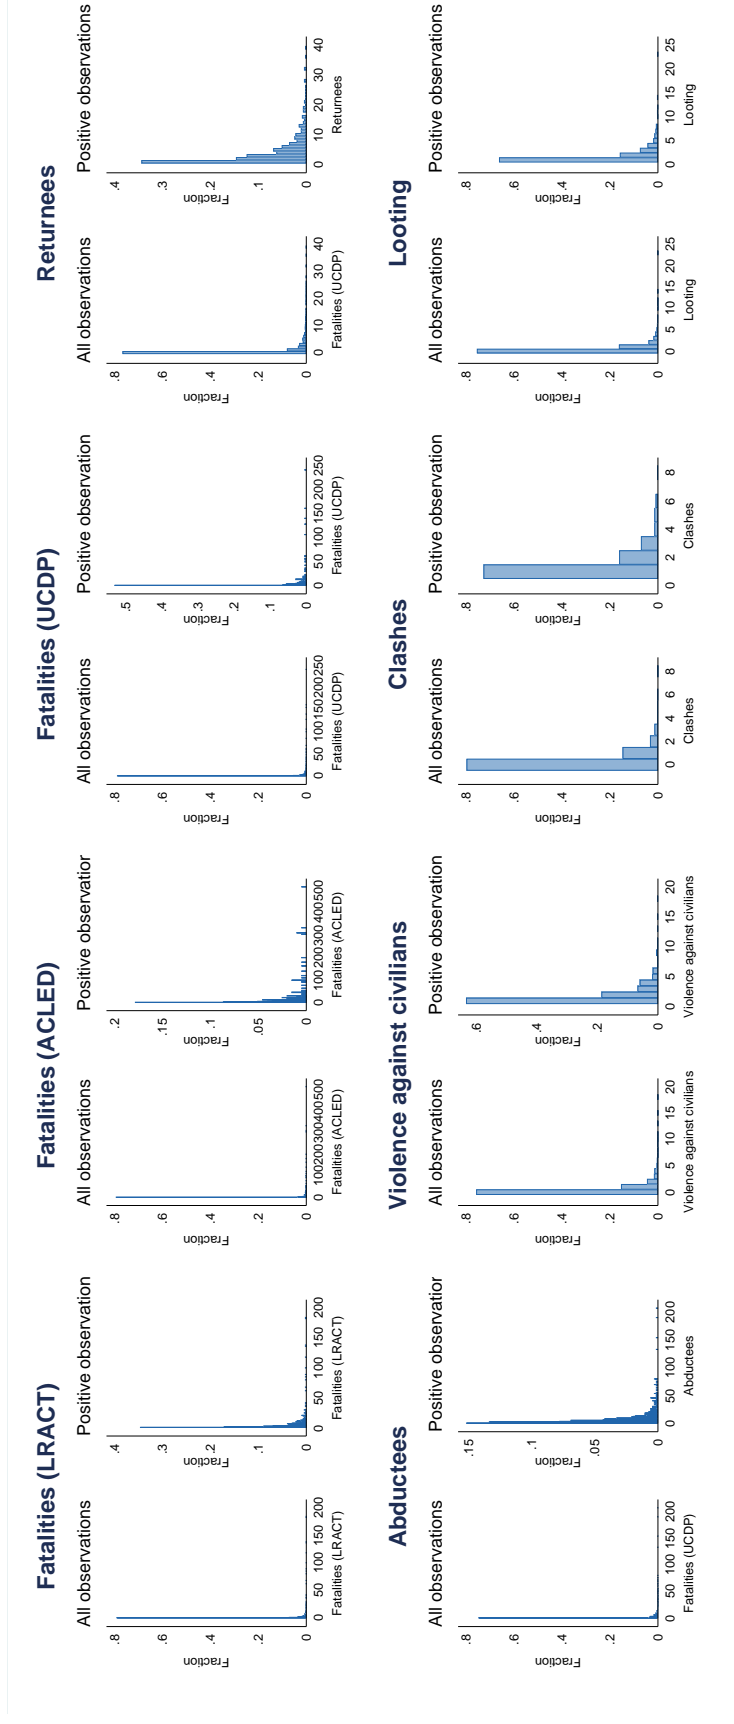 Fatalities (LRACT)
All observations
Fraction
.8
.6
.4
.2
0
0 50 100 150 200
Fatalities (LRACT)
Positive observation
Fraction
.4
.3
.2
.1
0
0 50 100 150 200
Fatalities (LRACT)
Fatalities (ACLED)
All observations
Fraction
.8
.6
.4
.2
0
0 100200300400500
Fatalities (ACLED)
Positive observatior
Fraction
.2
.15
.1
.05
0
0 100200300400500
Fatalities (ACLED)
Fatalities (UCDP)
All observations
Fraction
.8
.6
.4
.2
0
0 50 100150200250
Fatalities (UCDP)
Positive observation
Fraction
.5
.4
.3
.2
.1
0
0 50 100 150 200 250
Fatalities (UCDP)
Returnees
All observations
Fraction
.8
.6
.4
.2
0
0 10 20 30 40
Fatalities (UCDP)
Positive observations
Fraction
.4
.3
.2
.1
0
0 10 20 30 40
Returnees
Abductees
All observations
Fraction
.8
.6
.4
.2
0
0 50 100 150 200
Fatalities (UCDP)
Positive observatior
Fraction
.15
.1
.05
0
0 50 100 150 200
Abductees
Violence against civilians
All observations
Fraction
.8
.6
.4
.2
0
0 5 10 15 20
Violence against civilians
Positive observation
Fraction
.6
.4
.2
0
0 5 10 15 20
Violence against civilians
Clashes
All observations
Fraction
.8
.6
.4
.2
0
0 2 4 6 8
Clashes
Positive observation
Fraction
.8
.6
.4
.2
0
0 2 4 6 8
Clashes
Looting
All observations
Fraction
.8
.6
.4
.2
0
0 5 10 15 20 25
Looting
Positive observations
Fraction
.8
.6
.4
.2
0
0 5 10 15 20 25
Looting